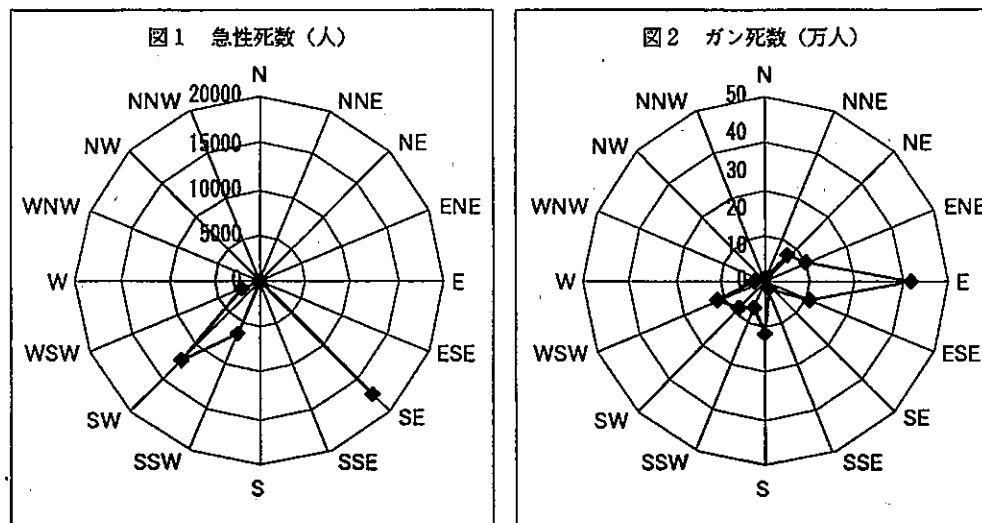 図1 急性死数（人）
N
NNE
NE
ENE
E
ESE
SE
SSE
S
SSW
SW
WSW
W
WNW
NW
NNW
20000
15000
10000
5000
0
図2 ガン死数（万人）
N
NNE
NE
ENE
E
ESE
SE
SSE
S
SSW
SW
WSW
W
WNW
NW
NNW
50
40
30
20
10
0